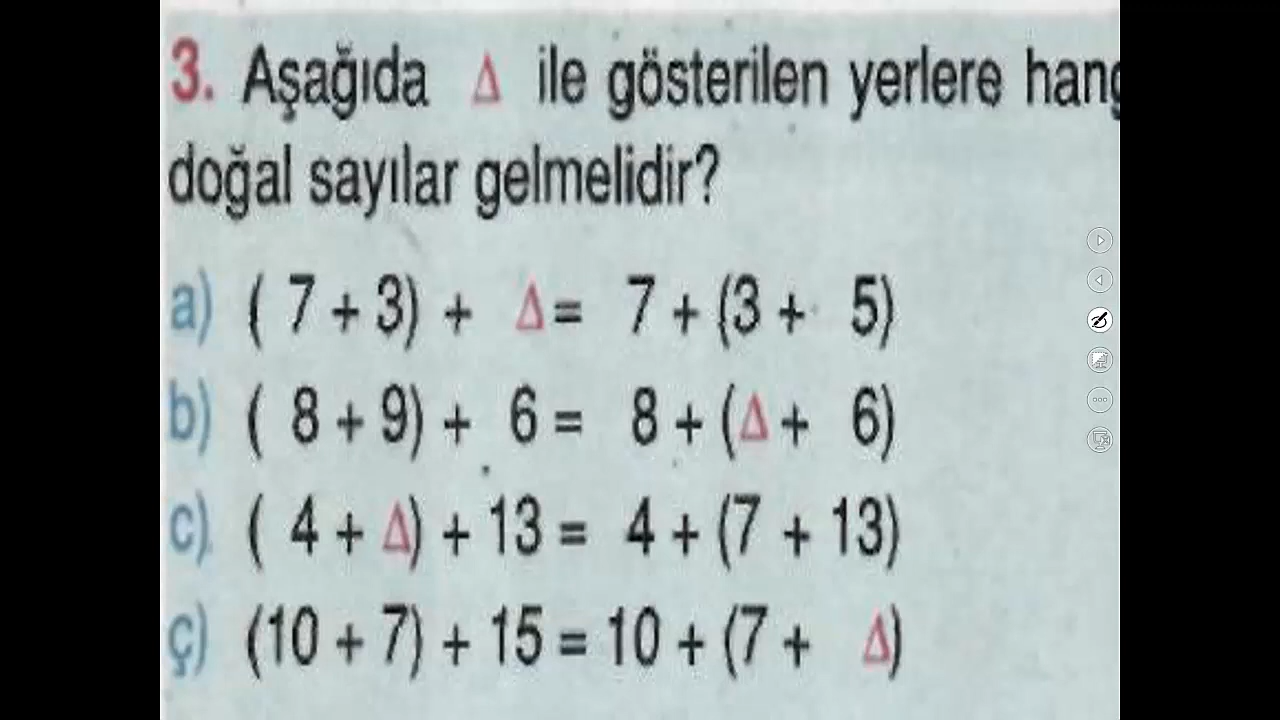 3. Aşağıda Δ ile gösterilen yerlere hang
doğal sayılar gelmelidir?
a) ( 7 + 3) + Δ = 7 + (3 + 5)
b) ( 8 + 9) + 6 = 8 + (Δ + 6)
c) ( 4 + Δ) + 13 = 4 + (7 + 13)
ç) (10 + 7) + 15 = 10 + (7 + Δ)